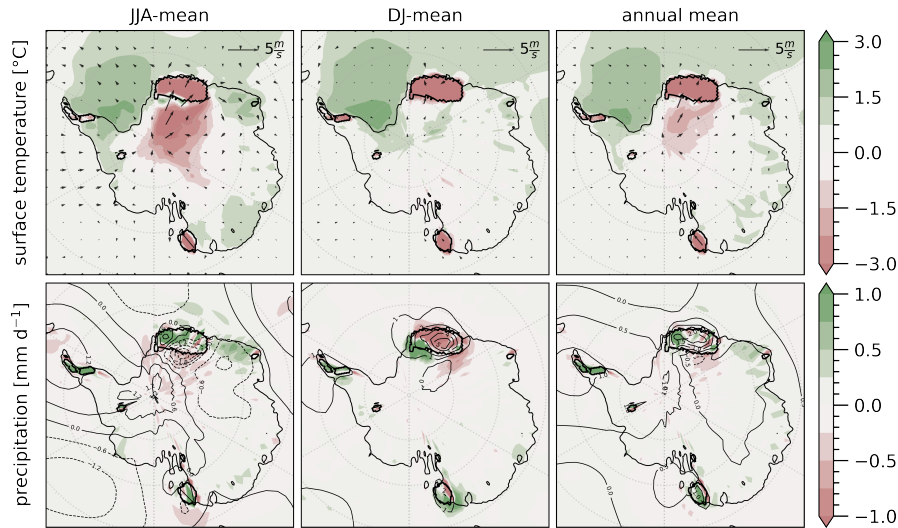 JJA-mean DJ-mean annual mean
surface temperature [°C]
5 m/s 5 m/s 5 m/s
3.0
1.5
0.0
−1.5
−3.0
precipitation [mm d⁻¹]
1.0
0.5
0.0
−0.5
−1.0